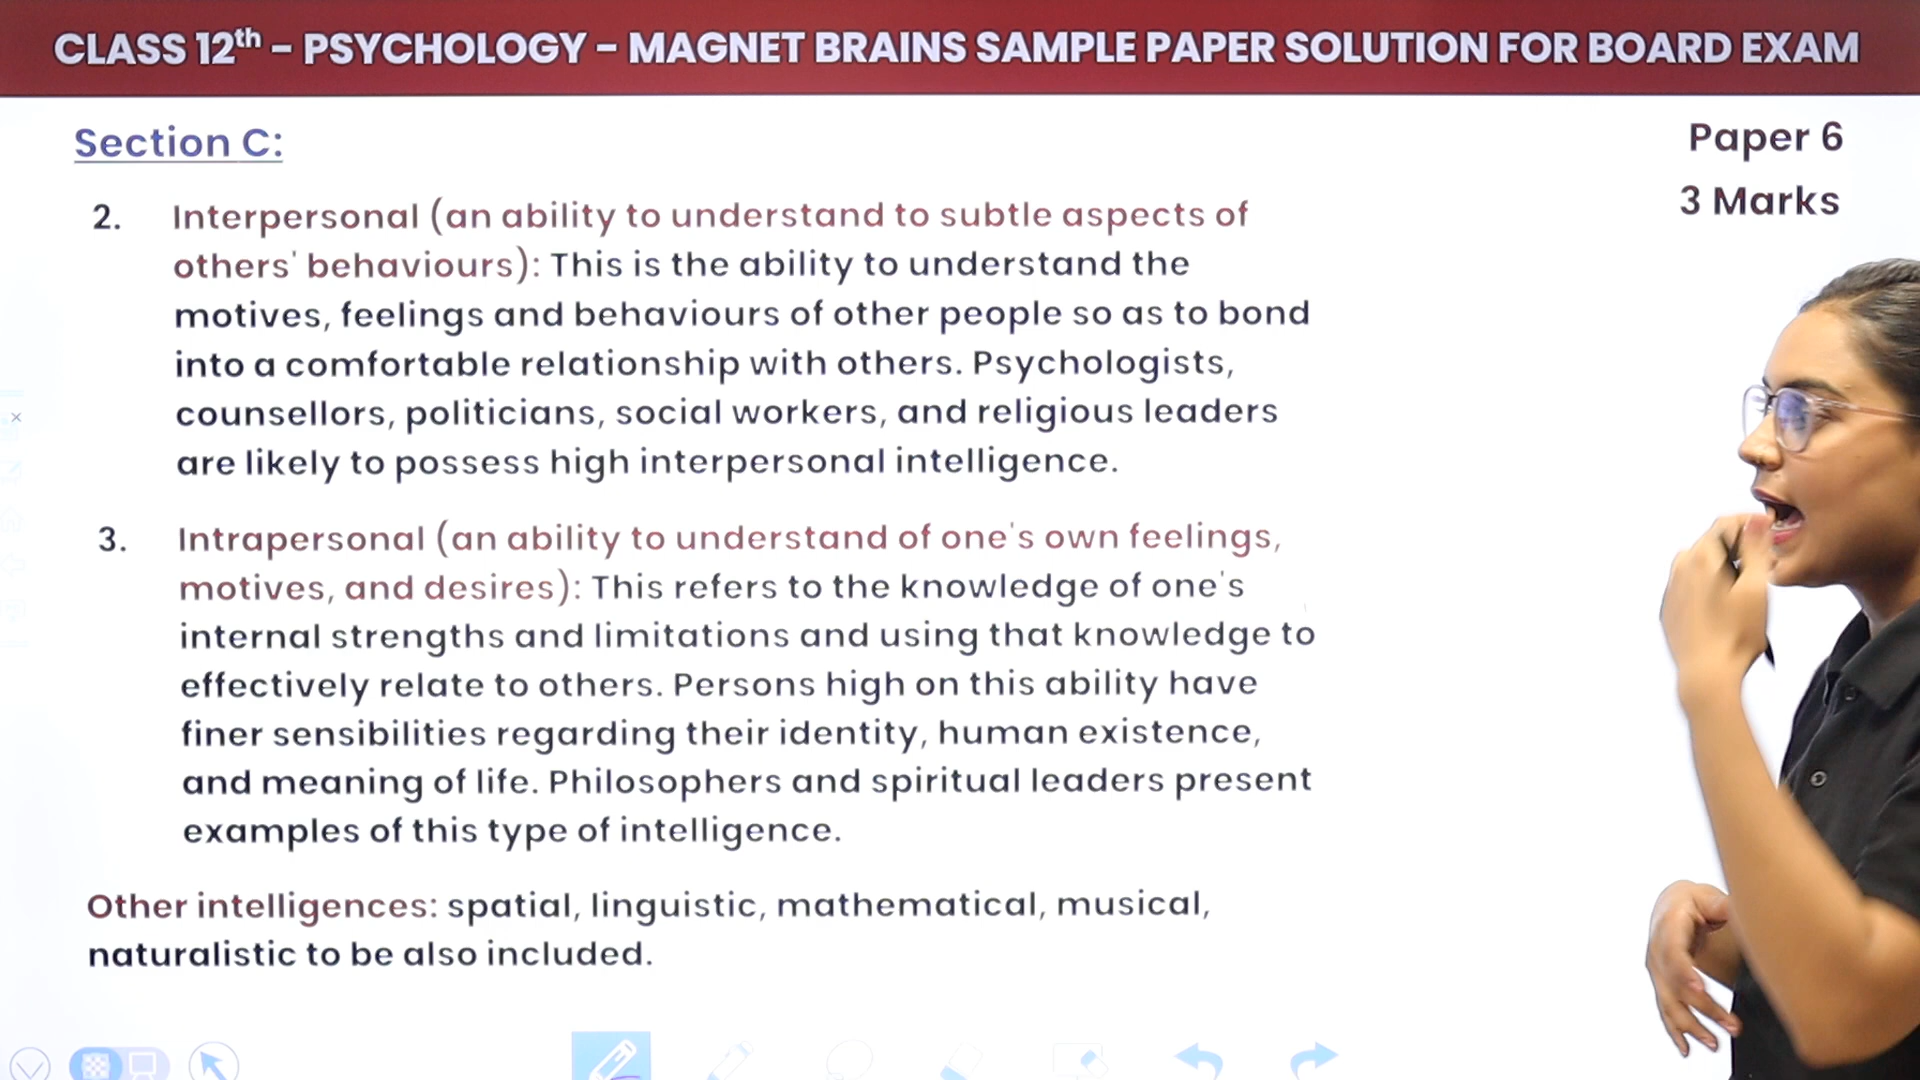 CLASS 12th – PSYCHOLOGY – MAGNET BRAINS SAMPLE PAPER SOLUTION FOR BOARD EXAM
Section C:
Paper 6
3 Marks
2. Interpersonal (an ability to understand to subtle aspects of
others' behaviours): This is the ability to understand the
motives, feelings and behaviours of other people so as to bond
into a comfortable relationship with others. Psychologists,
counsellors, politicians, social workers, and religious leaders
are likely to possess high interpersonal intelligence.
3. Intrapersonal (an ability to understand of one's own feelings,
motives, and desires): This refers to the knowledge of one's
internal strengths and limitations and using that knowledge to
effectively relate to others. Persons high on this ability have
finer sensibilities regarding their identity, human existence,
and meaning of life. Philosophers and spiritual leaders present
examples of this type of intelligence.
Other intelligences: spatial, linguistic, mathematical, musical,
naturalistic to be also included.